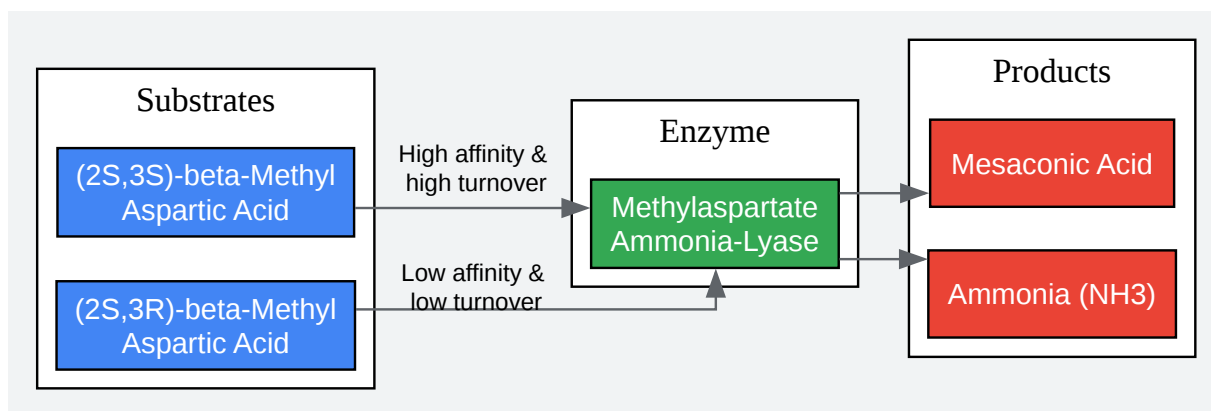 Substrates
(2S,3S)-beta-Methyl
Aspartic Acid
(2S,3R)-beta-Methyl
Aspartic Acid
High affinity &
high turnover
Low affinity &
low turnover
Enzyme
Methylaspartate
Ammonia-Lyase
Products
Mesaconic Acid
Ammonia (NH3)